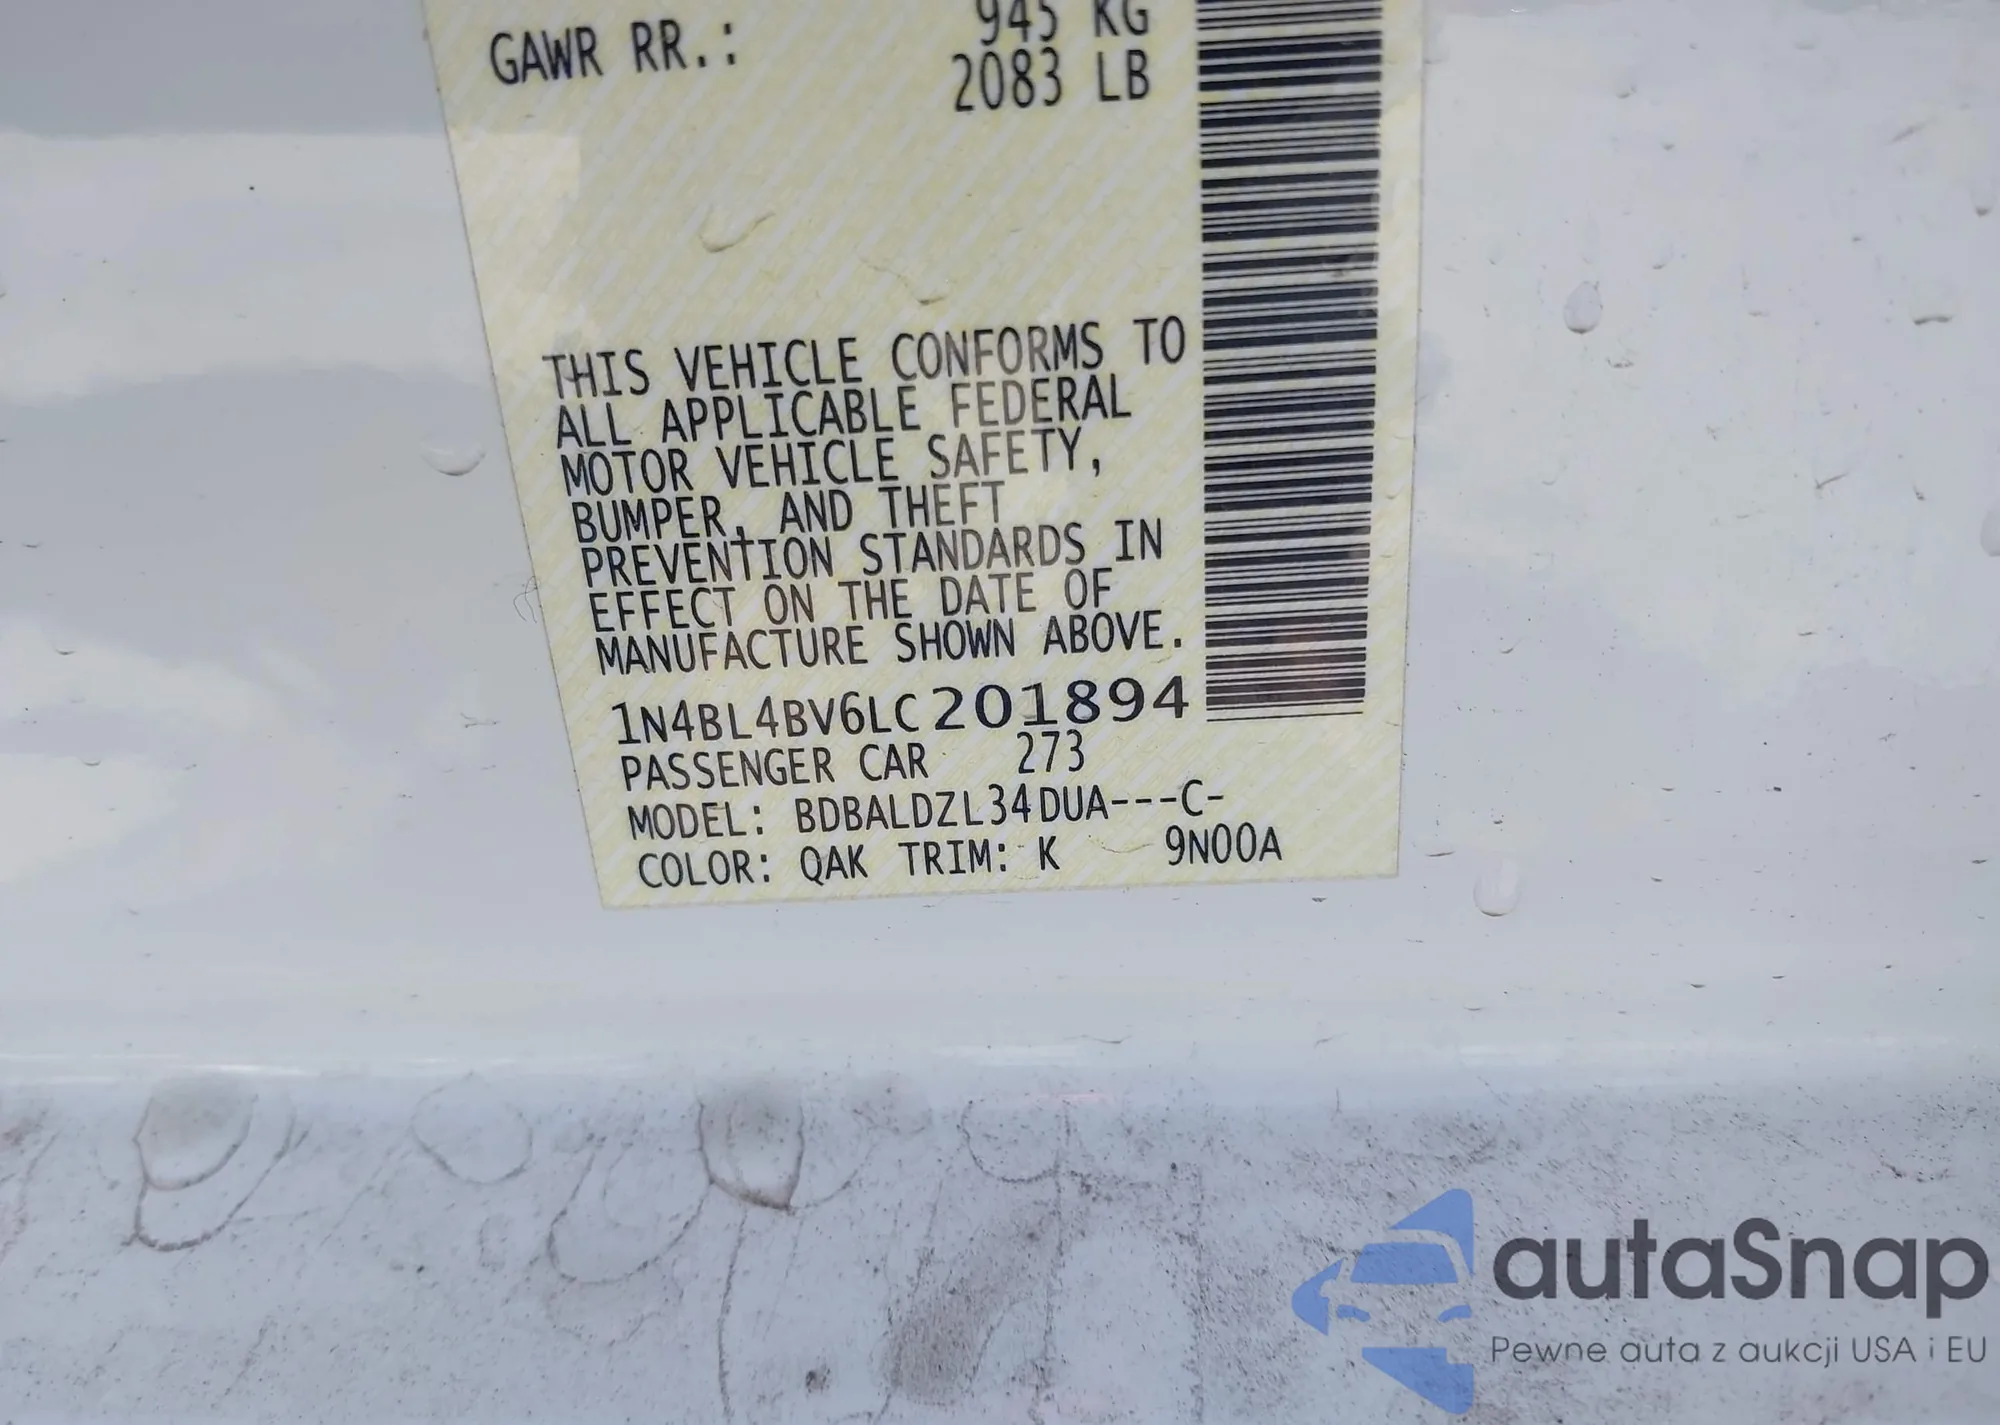 945 KG
GAWR RR.: 2083 LB
THIS VEHICLE CONFORMS TO
ALL APPLICABLE FEDERAL
MOTOR VEHICLE SAFETY,
BUMPER, AND THEFT
PREVENTION STANDARDS IN
EFFECT ON THE DATE OF
MANUFACTURE SHOWN ABOVE.
1N4BL4BV6LC201894
PASSENGER CAR 273
MODEL: BDBALDZL34DUA---C-
COLOR: QAK TRIM: K 9N00A
autaSnap
Pewne auta z aukcji USA i EU